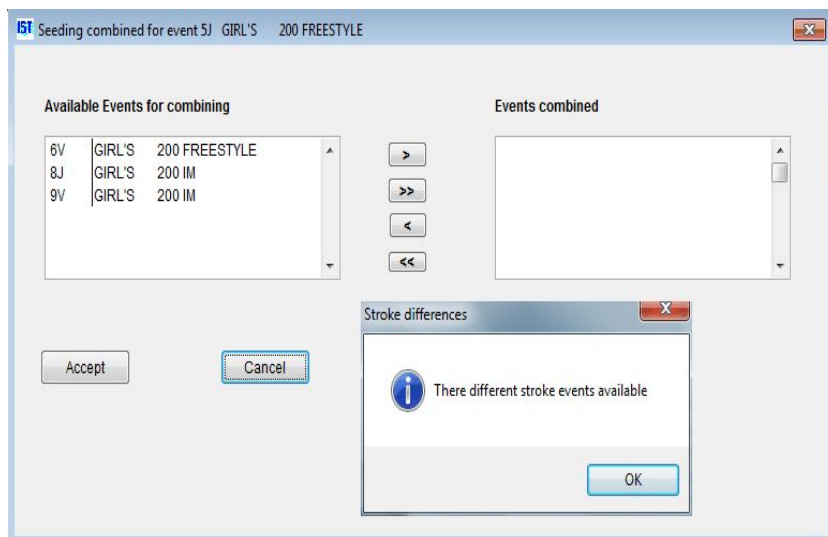 IST Seeding combined for event 5J GIRL'S 200 FREESTYLE
Available Events for combining
Events combined
6V GIRL'S 200 FREESTYLE
8J GIRL'S 200 IM
9V GIRL'S 200 IM
>
>>
<
<<
Accept
Cancel
Stroke differences
There different stroke events available
OK